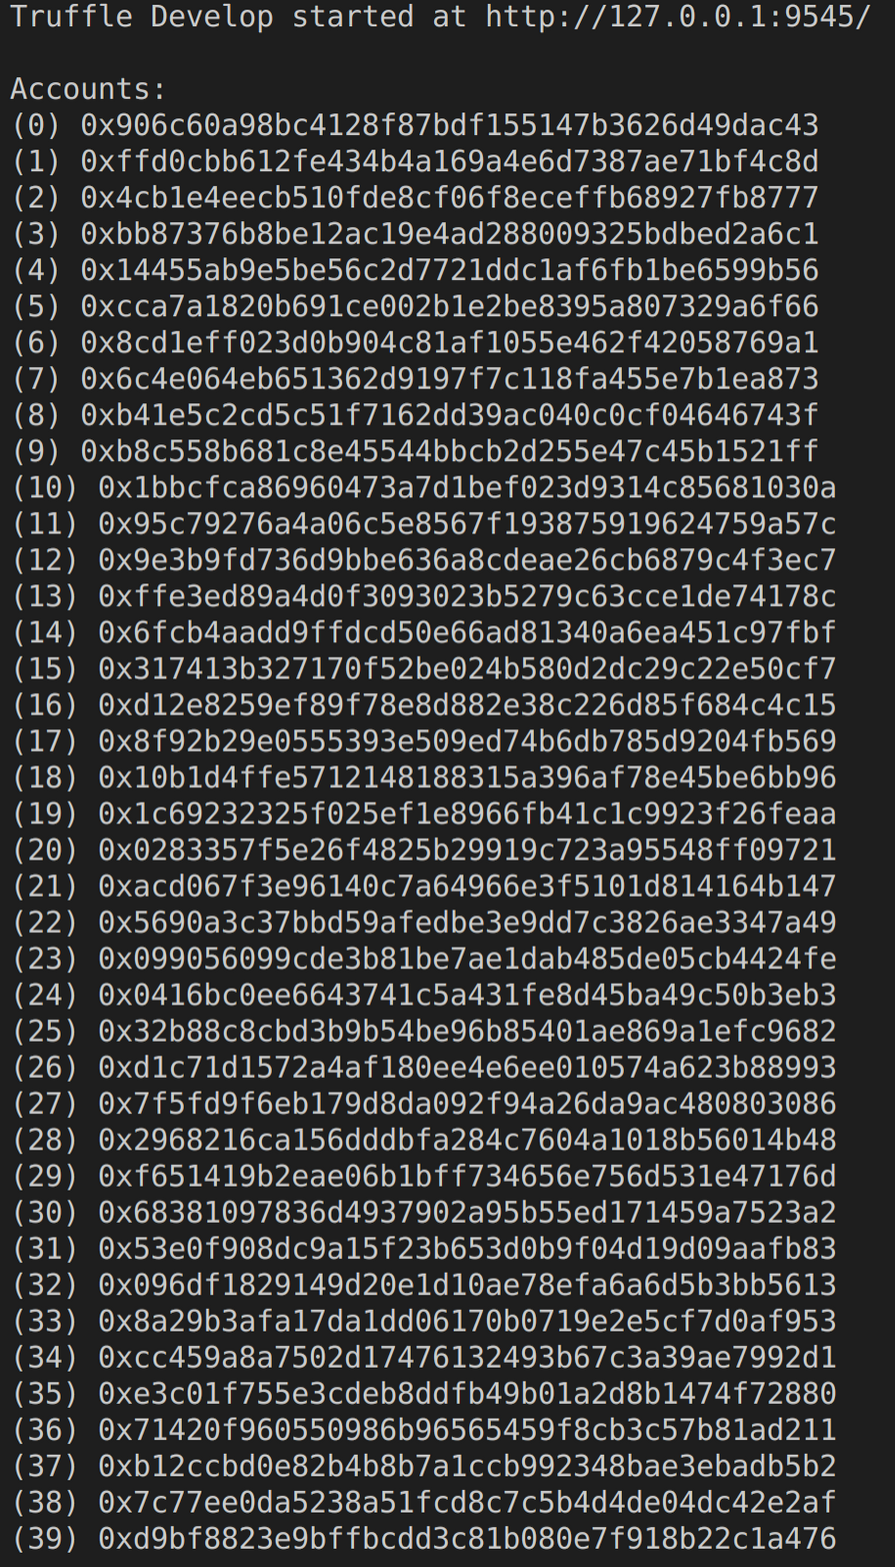 Truffle Develop started at http://127.0.0.1:9545/
Accounts:
(0) 0x906c60a98bc4128f87bdf155147b3626d49dac43
(1) 0xffd0cbb612fe434b4a169a4e6d7387ae71bf4c8d
(2) 0x4cb1e4eecb510fde8cf06f8eceffb68927fb8777
(3) 0xbb87376b8be12ac19e4ad288009325bdbed2a6c1
(4) 0x14455ab9e5be56c2d7721ddc1af6fb1be6599b56
(5) 0xcca7a1820b691ce002b1e2be8395a807329a6f66
(6) 0x8cd1eff023d0b904c81af1055e462f42058769a1
(7) 0x6c4e064eb651362d9197f7c118fa455e7b1ea873
(8) 0xb41e5c2cd5c51f7162dd39ac040c0cf04646743f
(9) 0xb8c558b681c8e45544bbcb2d255e47c45b1521ff
(10) 0x1bbcfca86960473a7d1bef023d9314c85681030a
(11) 0x95c79276a4a06c5e8567f193875919624759a57c
(12) 0x9e3b9fd736d9bbe636a8cdeae26cb6879c4f3ec7
(13) 0xffe3ed89a4d0f3093023b5279c63cce1de74178c
(14) 0x6fcb4aadd9ffdcd50e66ad81340a6ea451c97fbf
(15) 0x317413b327170f52be024b580d2dc29c22e50cf7
(16) 0xd12e8259ef89f78e8d882e38c226d85f684c4c15
(17) 0x8f92b29e0555393e509ed74b6db785d9204fb569
(18) 0x10b1d4ffe5712148188315a396af78e45be6bb96
(19) 0x1c69232325f025ef1e8966fb41c1c9923f26feaa
(20) 0x0283357f5e26f4825b29919c723a95548ff09721
(21) 0xacd067f3e96140c7a64966e3f5101d814164b147
(22) 0x5690a3c37bbd59afedbe3e9dd7c3826ae3347a49
(23) 0x099056099cde3b81be7ae1dab485de05cb4424fe
(24) 0x0416bc0ee6643741c5a431fe8d45ba49c50b3eb3
(25) 0x32b88c8cbd3b9b54be96b85401ae869a1efc9682
(26) 0xd1c71d1572a4af180ee4e6ee010574a623b88993
(27) 0x7f5fd9f6eb179d8da092f94a26da9ac480803086
(28) 0x2968216ca156dddbfa284c7604a1018b56014b48
(29) 0xf651419b2eae06b1bff734656e756d531e47176d
(30) 0x68381097836d4937902a95b55ed171459a7523a2
(31) 0x53e0f908dc9a15f23b653d0b9f04d19d09aafb83
(32) 0x096df1829149d20e1d10ae78efa6a6d5b3bb5613
(33) 0x8a29b3afa17da1dd06170b0719e2e5cf7d0af953
(34) 0xcc459a8a7502d17476132493b67c3a39ae7992d1
(35) 0xe3c01f755e3cdeb8ddfb49b01a2d8b1474f72880
(36) 0x71420f960550986b96565459f8cb3c57b81ad211
(37) 0xb12ccbd0e82b4b8b7a1ccb992348bae3ebadb5b2
(38) 0x7c77ee0da5238a51fcd8c7c5b4d4de04dc42e2af
(39) 0xd9bf8823e9bffbcdd3c81b080e7f918b22c1a476